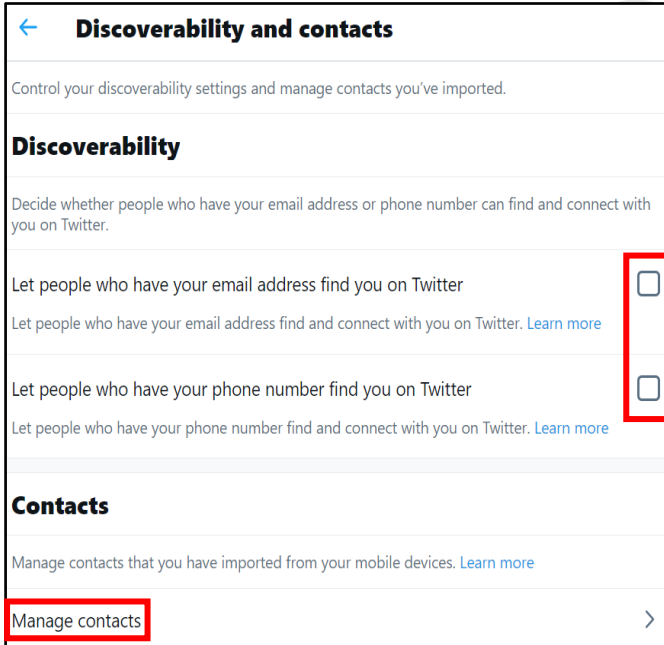 Discoverability and contacts
Control your discoverability settings and manage contacts you've imported.
Discoverability
Decide whether people who have your email address or phone number can find and connect with
you on Twitter.
Let people who have your email address find you on Twitter
Let people who have your email address find and connect with you on Twitter. Learn more
Let people who have your phone number find you on Twitter
Let people who have your phone number find and connect with you on Twitter. Learn more
Contacts
Manage contacts that you have imported from your mobile devices. Learn more
Manage contacts